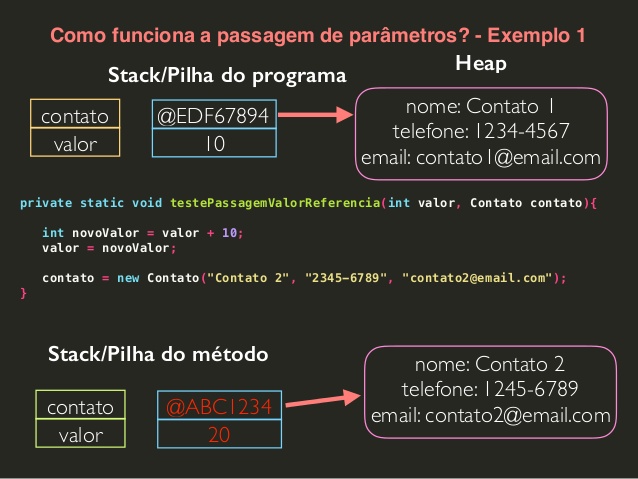 Como funciona a passagem de parâmetros? - Exemplo 1
Stack/Pilha do programa
Heap
contato
valor
@EDF67894
10
nome: Contato 1
telefone: 1234-4567
email: contato1@email.com
private static void testePassagemValorReferencia(int valor, Contato contato){
int novoValor = valor + 10;
valor = novoValor;
contato = new Contato("Contato 2", "2345-6789", "contato2@email.com");
}
Stack/Pilha do método
contato
valor
@ABC1234
20
nome: Contato 2
telefone: 1245-6789
email: contato2@email.com